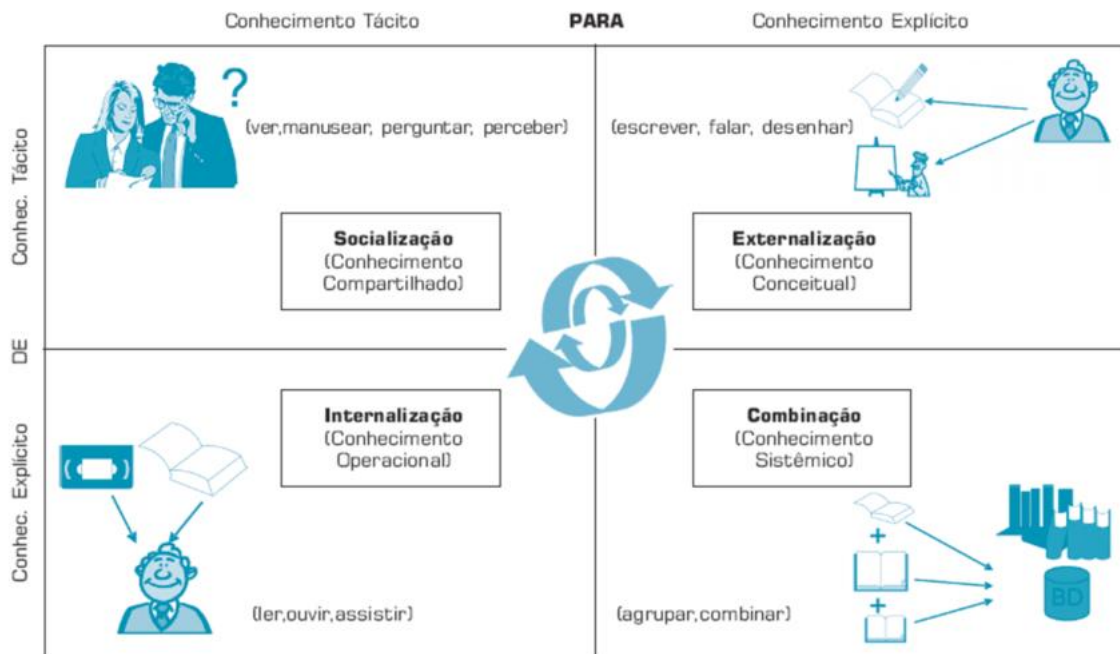 Conhecimento Tácito PARA Conhecimento Explícito
Conhec. Tácito
DE
Conhec. Explícito
?
(ver,manusear, perguntar, perceber)
(escrever, falar, desenhar)
Socialização
(Conhecimento
Compartilhado)
Externalização
(Conhecimento
Conceitual)
Internalização
(Conhecimento
Operacional)
Combinação
(Conhecimento
Sistêmico)
+
+
BD
(ler,ouvir,assistir)
(agrupar,combinar)